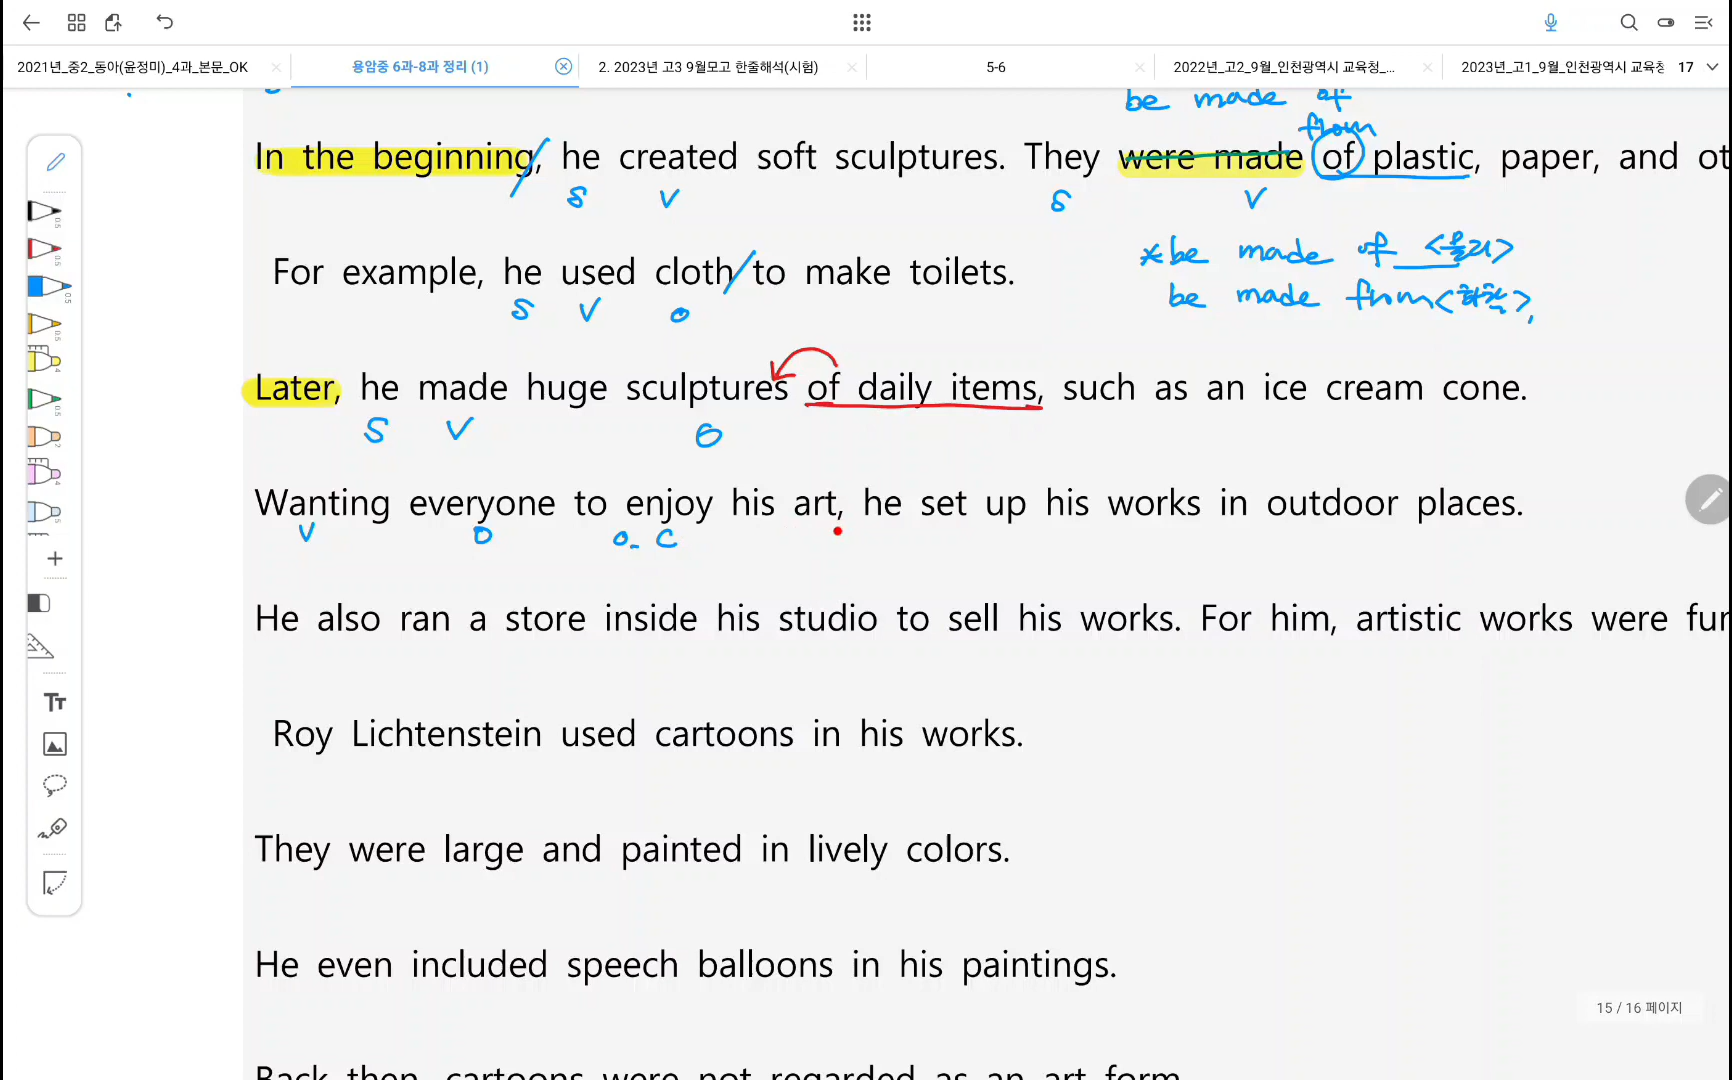 2021년_중2_동아(윤정미)_4과_본문_OK
용암중 6과-8과 정리 (1)
2. 2023년 고3 9월모고 한줄해석(시험)
5-6
2022년_고2_9월_인천광역시 교육청_...
2023년_고1_9월_인천광역시 교육청
17
be made of
from
In the beginning, he created soft sculptures. They were made of plastic, paper, and
S V S V
*be made of <물리>
For example, he used cloth to make toilets.
be made from <화학>
S V O
Later, he made huge sculptures of daily items, such as an ice cream cone.
S V O
Wanting everyone to enjoy his art, he set up his works in outdoor places.
V O O.C
He also ran a store inside his studio to sell his works. For him, artistic works were
Roy Lichtenstein used cartoons in his works.
They were large and painted in lively colors.
He even included speech balloons in his paintings.
15 / 16 페이지
Back then, cartoons were not regarded as an art form